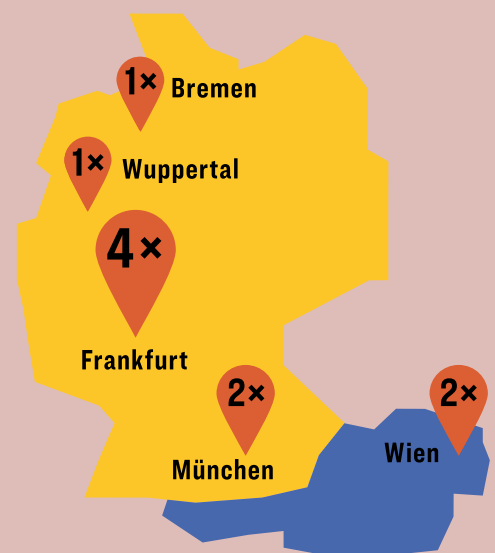 1×
Bremen
1×
Wuppertal
4×
Frankfurt
2×
München
2×
Wien